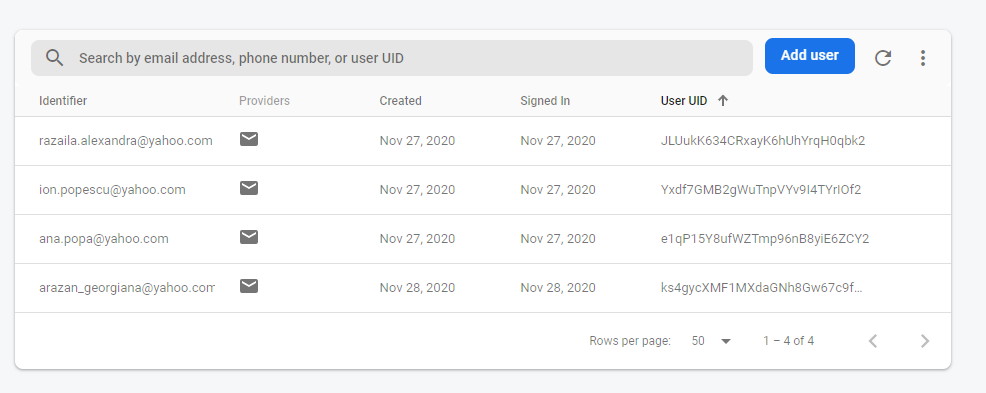 Search by email address, phone number, or user UID Add user
Identifier Providers Created Signed In User UID
razaila.alexandra@yahoo.com Nov 27, 2020 Nov 27, 2020 JLUukK634CRxayK6hUhYrqH0qbk2
ion.popescu@yahoo.com Nov 27, 2020 Nov 27, 2020 Yxdf7GMB2gWuTnpVYv9I4TYrIOf2
ana.popa@yahoo.com Nov 27, 2020 Nov 27, 2020 e1qP15Y8ufWZTmp96nB8yiE6ZCY2
arazan_georgiana@yahoo.com Nov 28, 2020 Nov 28, 2020 ks4gycXMF1MXdaGNh8Gw67c9f…
Rows per page: 50 1 – 4 of 4